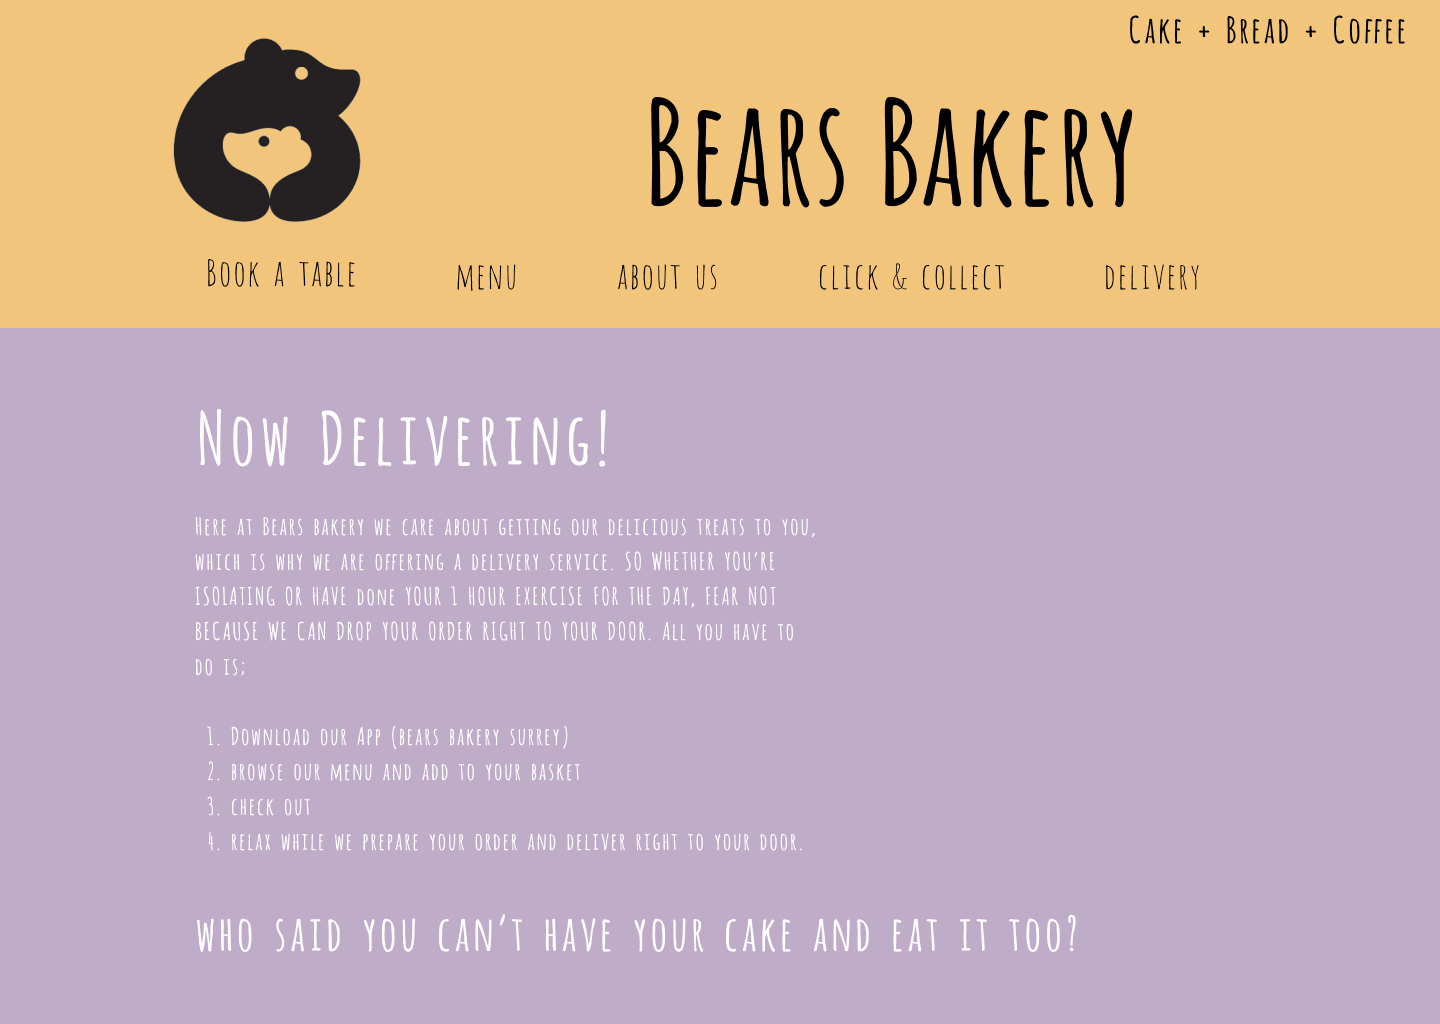 Cake + Bread + Coffee
Bears Bakery
Book a table
menu
about us
click & collect
delivery
Now Delivering!
Here at Bears bakery we care about getting our delicious treats to you,
which is why we are offering a delivery service. SO WHETHER YOU'RE
ISOLATING OR HAVE done YOUR 1 HOUR EXERCISE FOR THE DAY, FEAR NOT
BECAUSE WE CAN DROP YOUR ORDER RIGHT TO YOUR DOOR. All you have to
do is;
1. Download our App (bears bakery surrey)
2. browse our menu and add to your basket
3. check out
4. relax while we prepare your order and deliver right to your door.
who said you can't have your cake and eat it too?